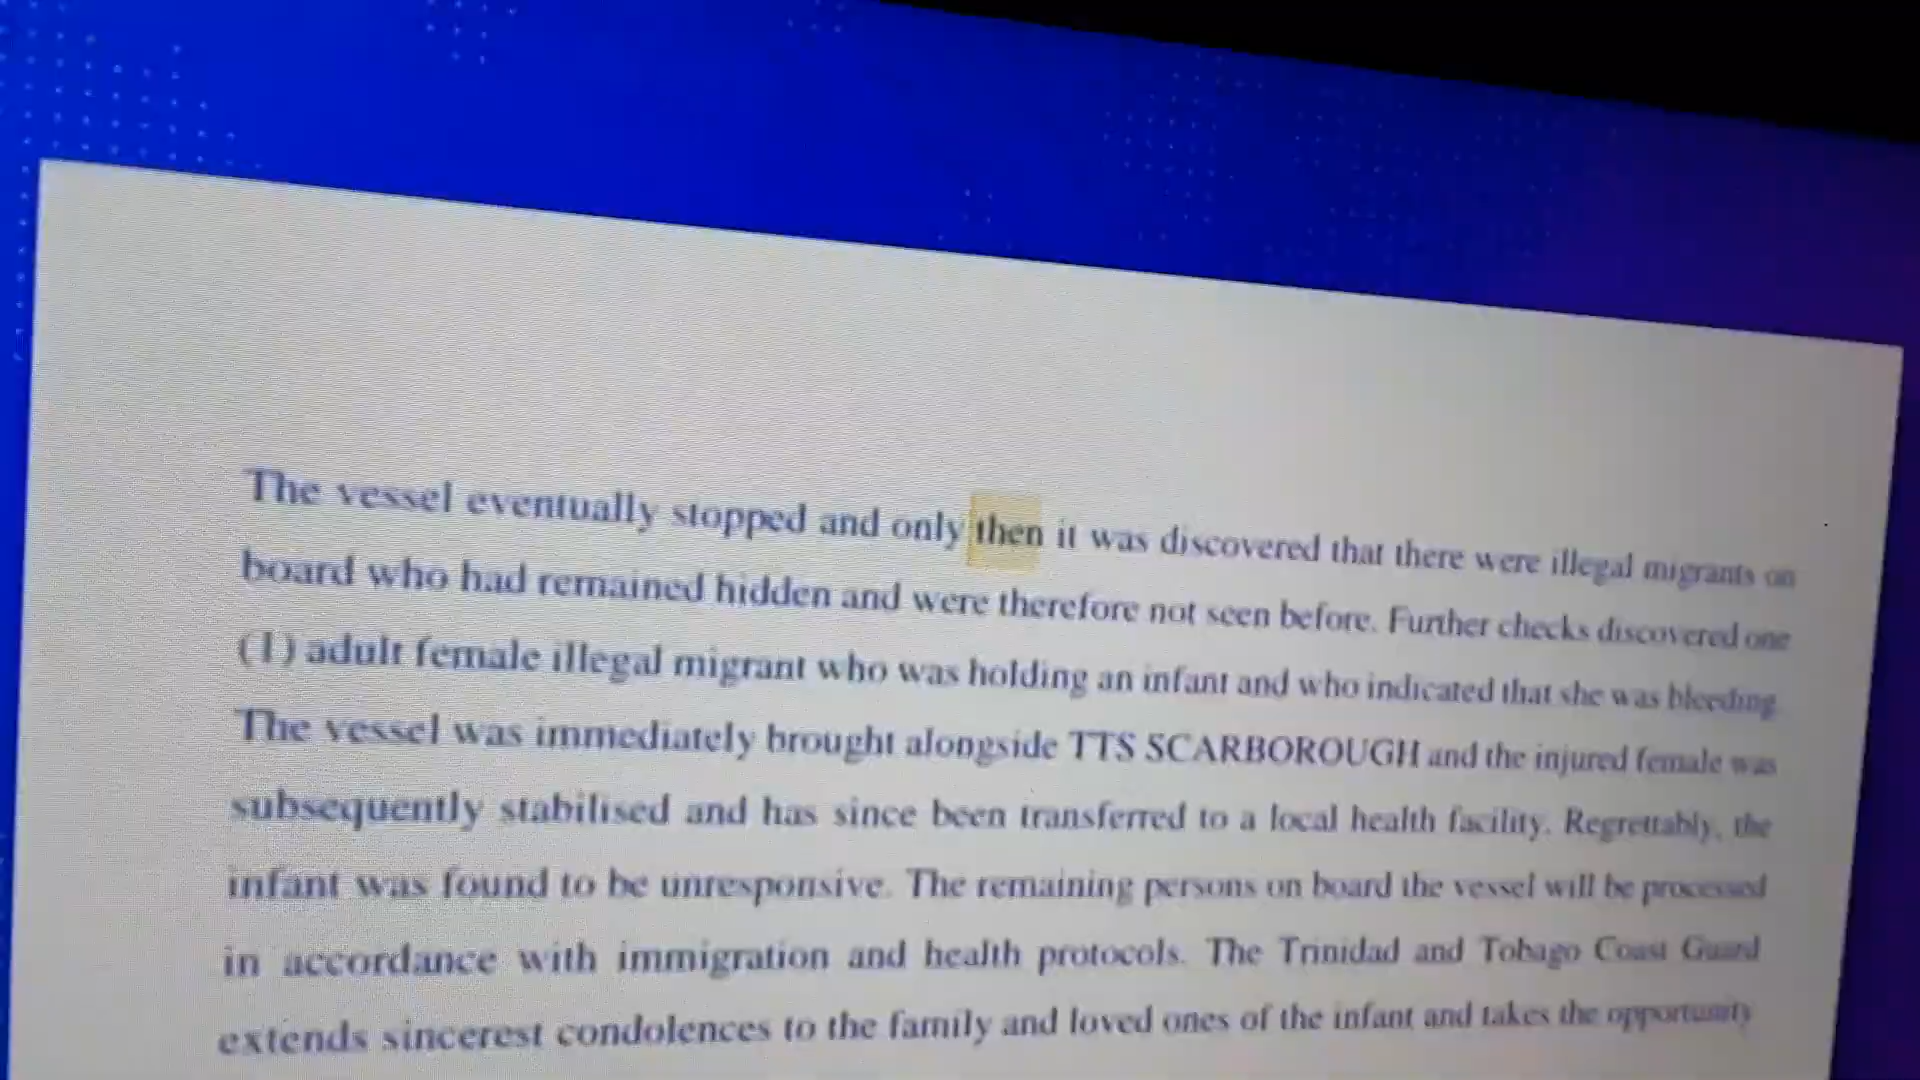 The vessel eventually stopped and only then it was discovered that there were illegal migrants on
board who had remained hidden and were therefore not seen before. Further checks discovered one
(1) adult female illegal migrant who was holding an infant and who indicated that she was bleeding.
The vessel was immediately brought alongside TTS SCARBOROUGH and the injured female was
subsequently stabilised and has since been transferred to a local health facility. Regrettably, the
infant was found to be unresponsive. The remaining persons on board the vessel will be processed
in accordance with immigration and health protocols. The Trinidad and Tobago Coast Guard
extends sincerest condolences to the family and loved ones of the infant and takes the opportunity